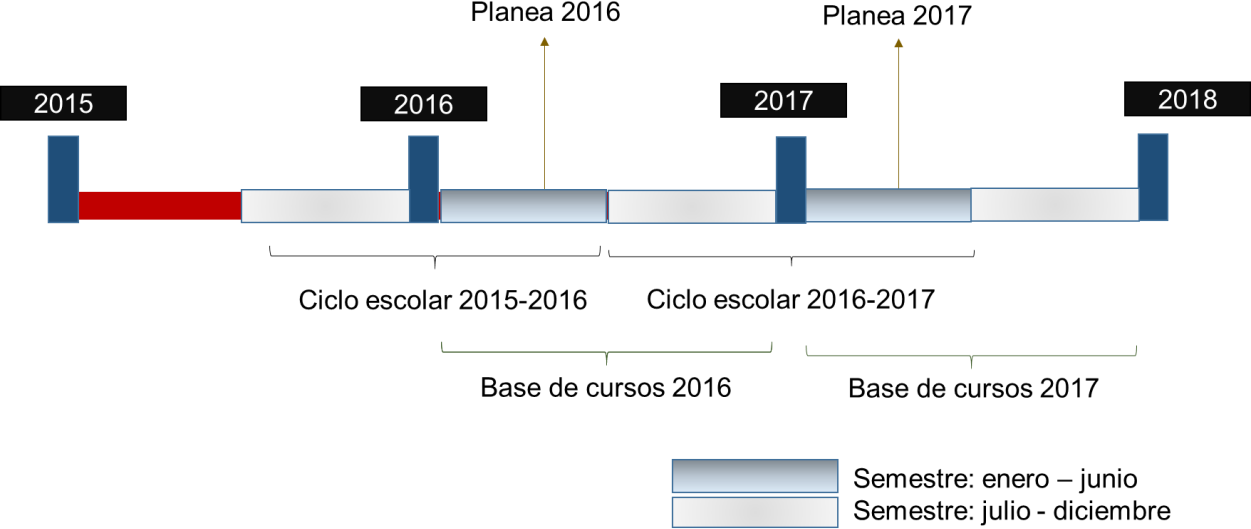 Planea 2016
Planea 2017
2015
2016
2017
2018
Ciclo escolar 2015-2016
Ciclo escolar 2016-2017
Base de cursos 2016
Base de cursos 2017
Semestre: enero – junio
Semestre: julio - diciembre